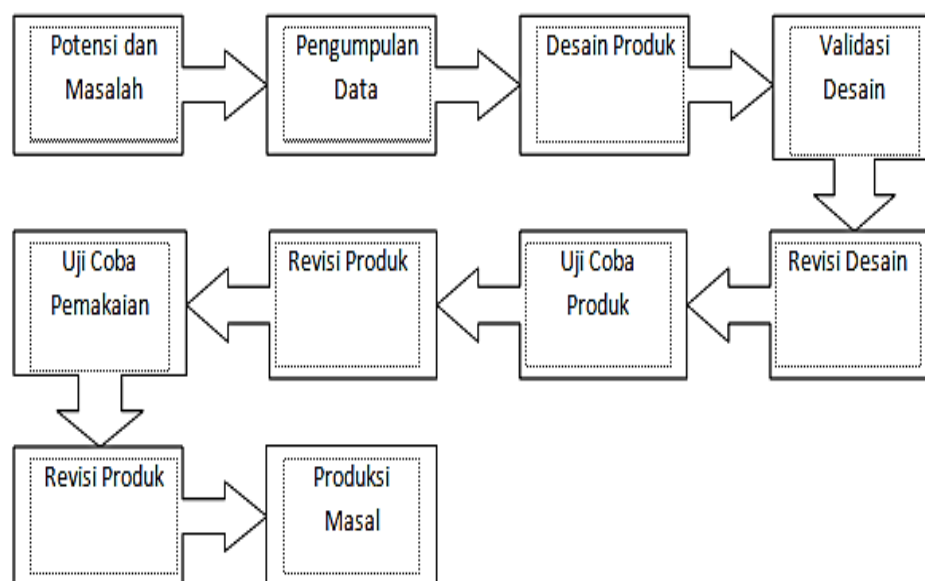 Potensi dan
Masalah
Pengumpulan
Data
Desain Produk
Validasi
Desain
Revisi Desain
Uji Coba
Produk
Revisi Produk
Uji Coba
Pemakaian
Revisi Produk
Produksi
Masal